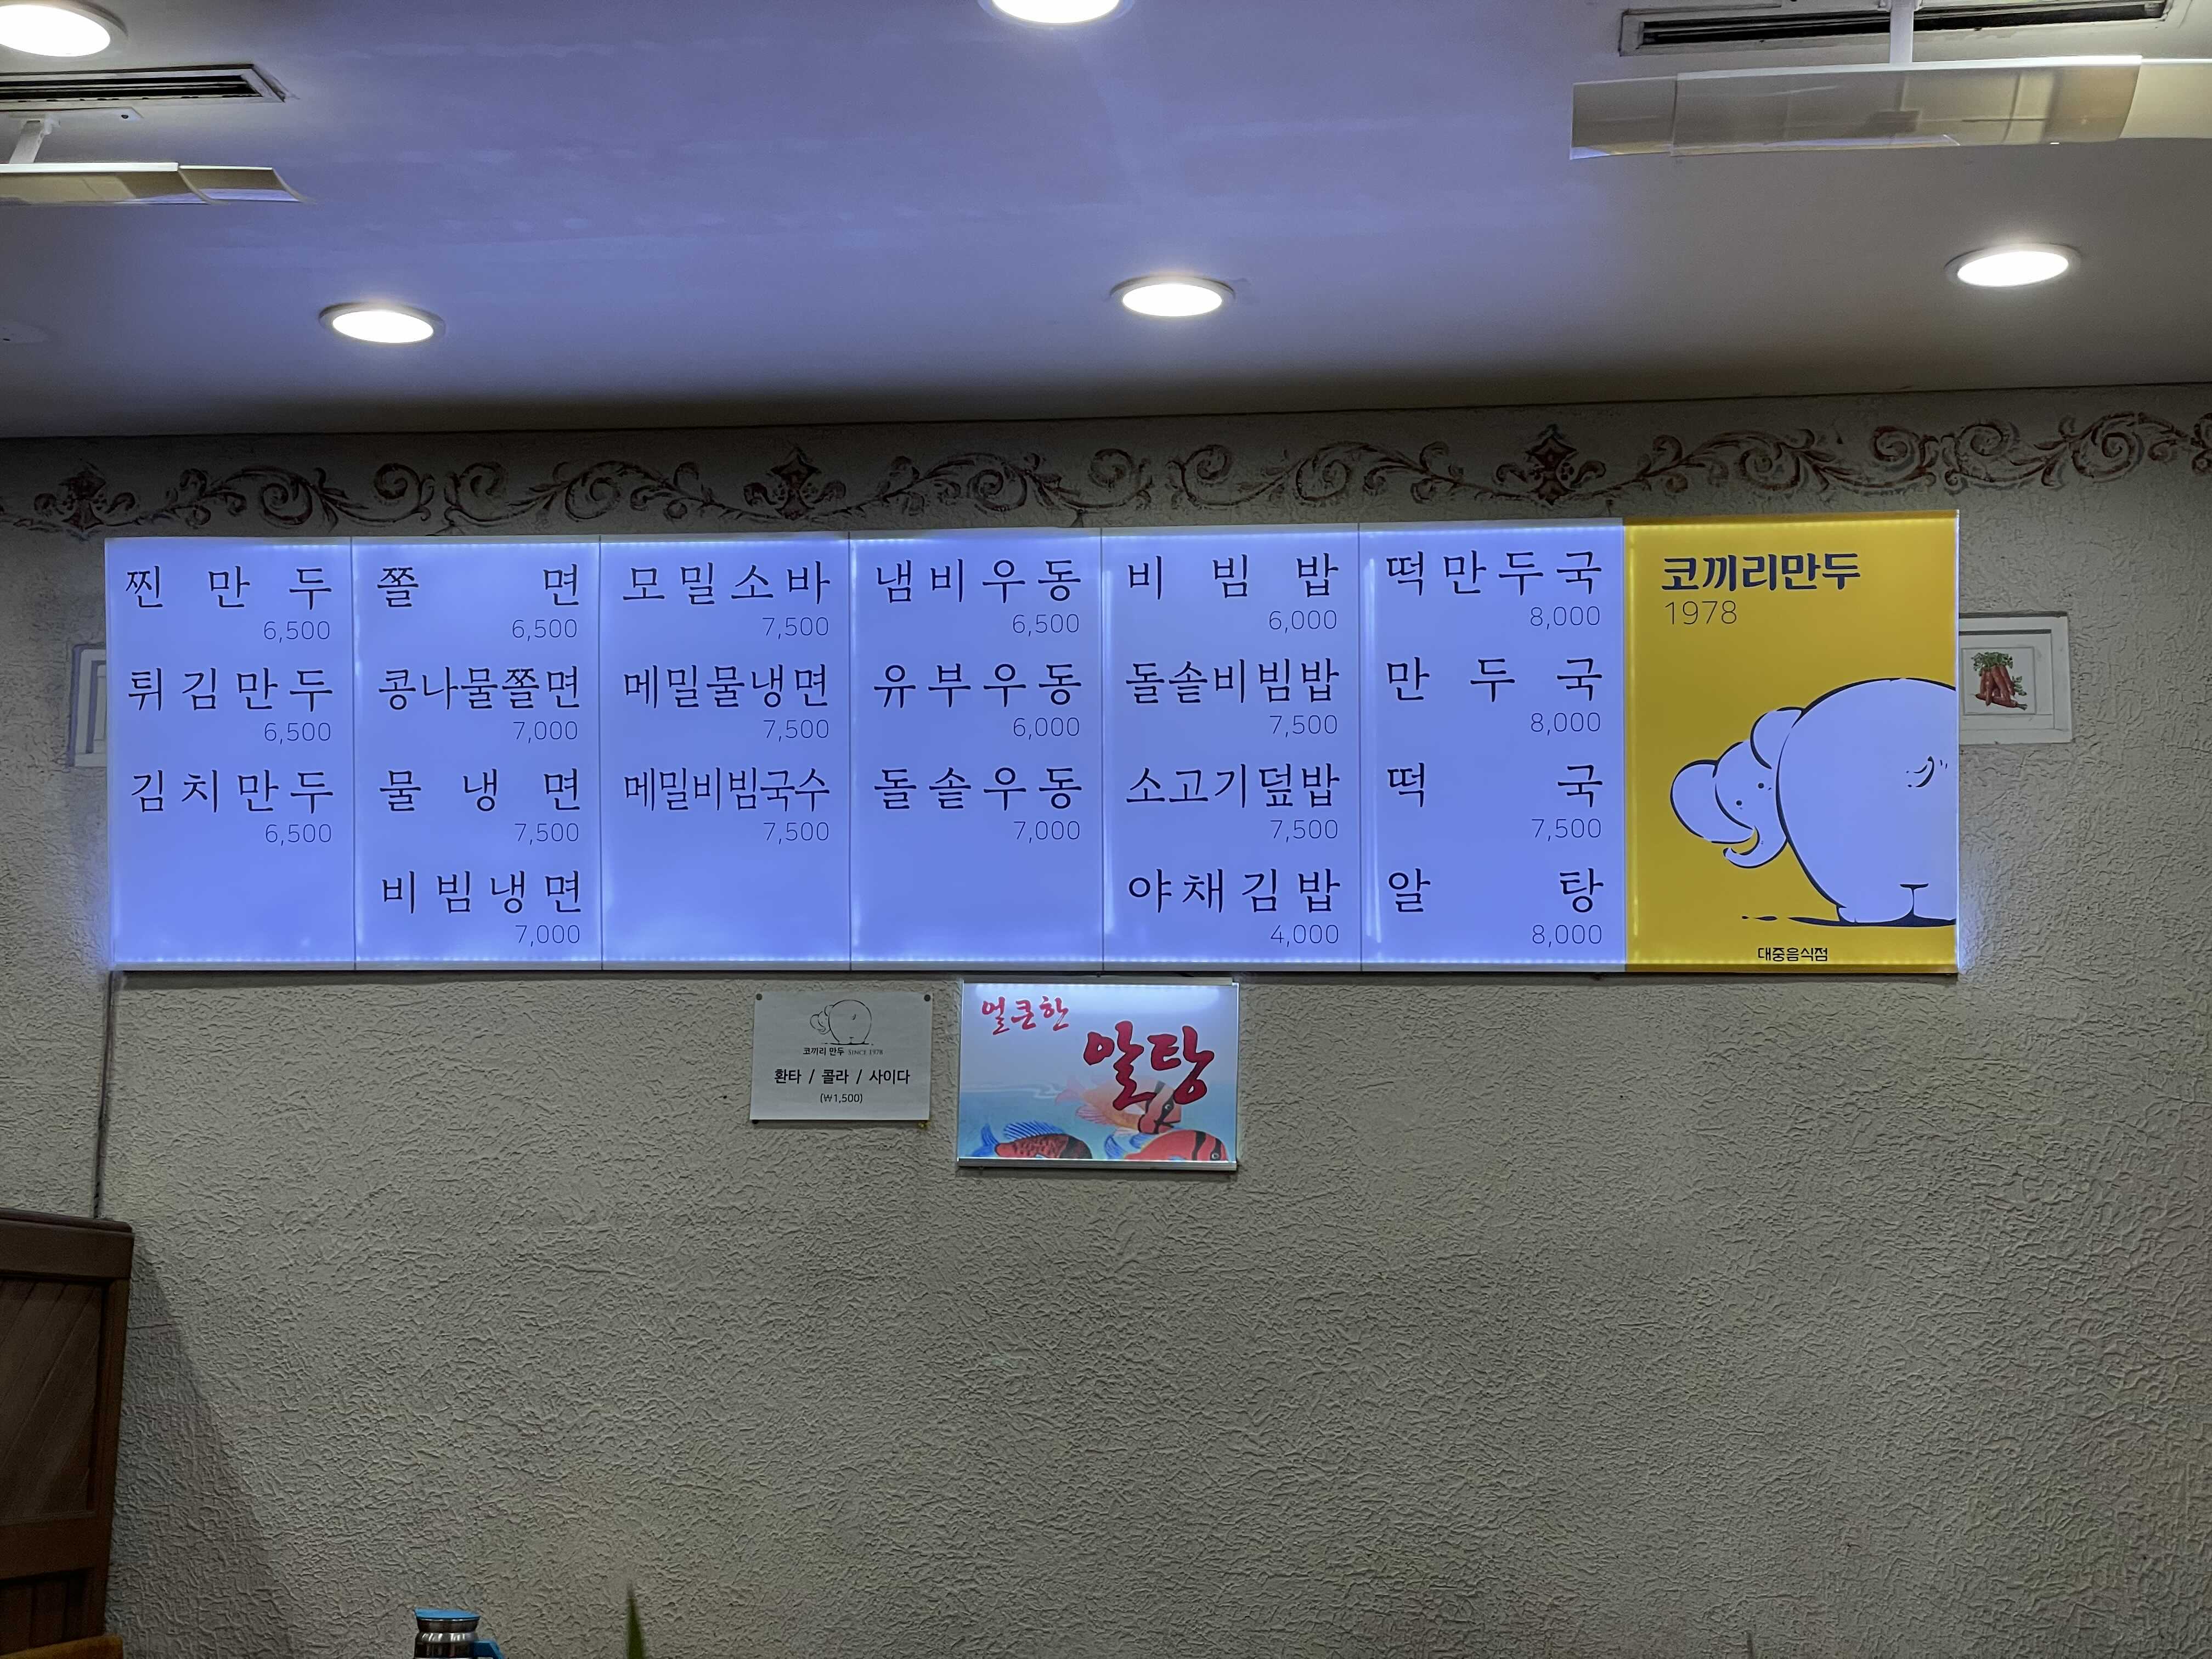 찐만두
6,500
튀김만두
6,500
김치만두
6,500
쫄면
6,500
콩나물쫄면
7,000
물냉면
7,500
비빔냉면
7,000
모밀소바
7,500
메밀물냉면
7,500
메밀비빔국수
7,500
냄비우동
6,500
유부우동
6,000
돌솥우동
7,000
비빔밥
6,000
돌솥비빔밥
7,500
소고기덮밥
7,500
야채김밥
4,000
떡만두국
8,000
만두국
8,000
떡국
7,500
알탕
8,000
코끼리만두
1978
대중음식점
코끼리 만두 SINCE 1978
환타 / 콜라 / 사이다
(₩1,500)
얼큰한
알탕